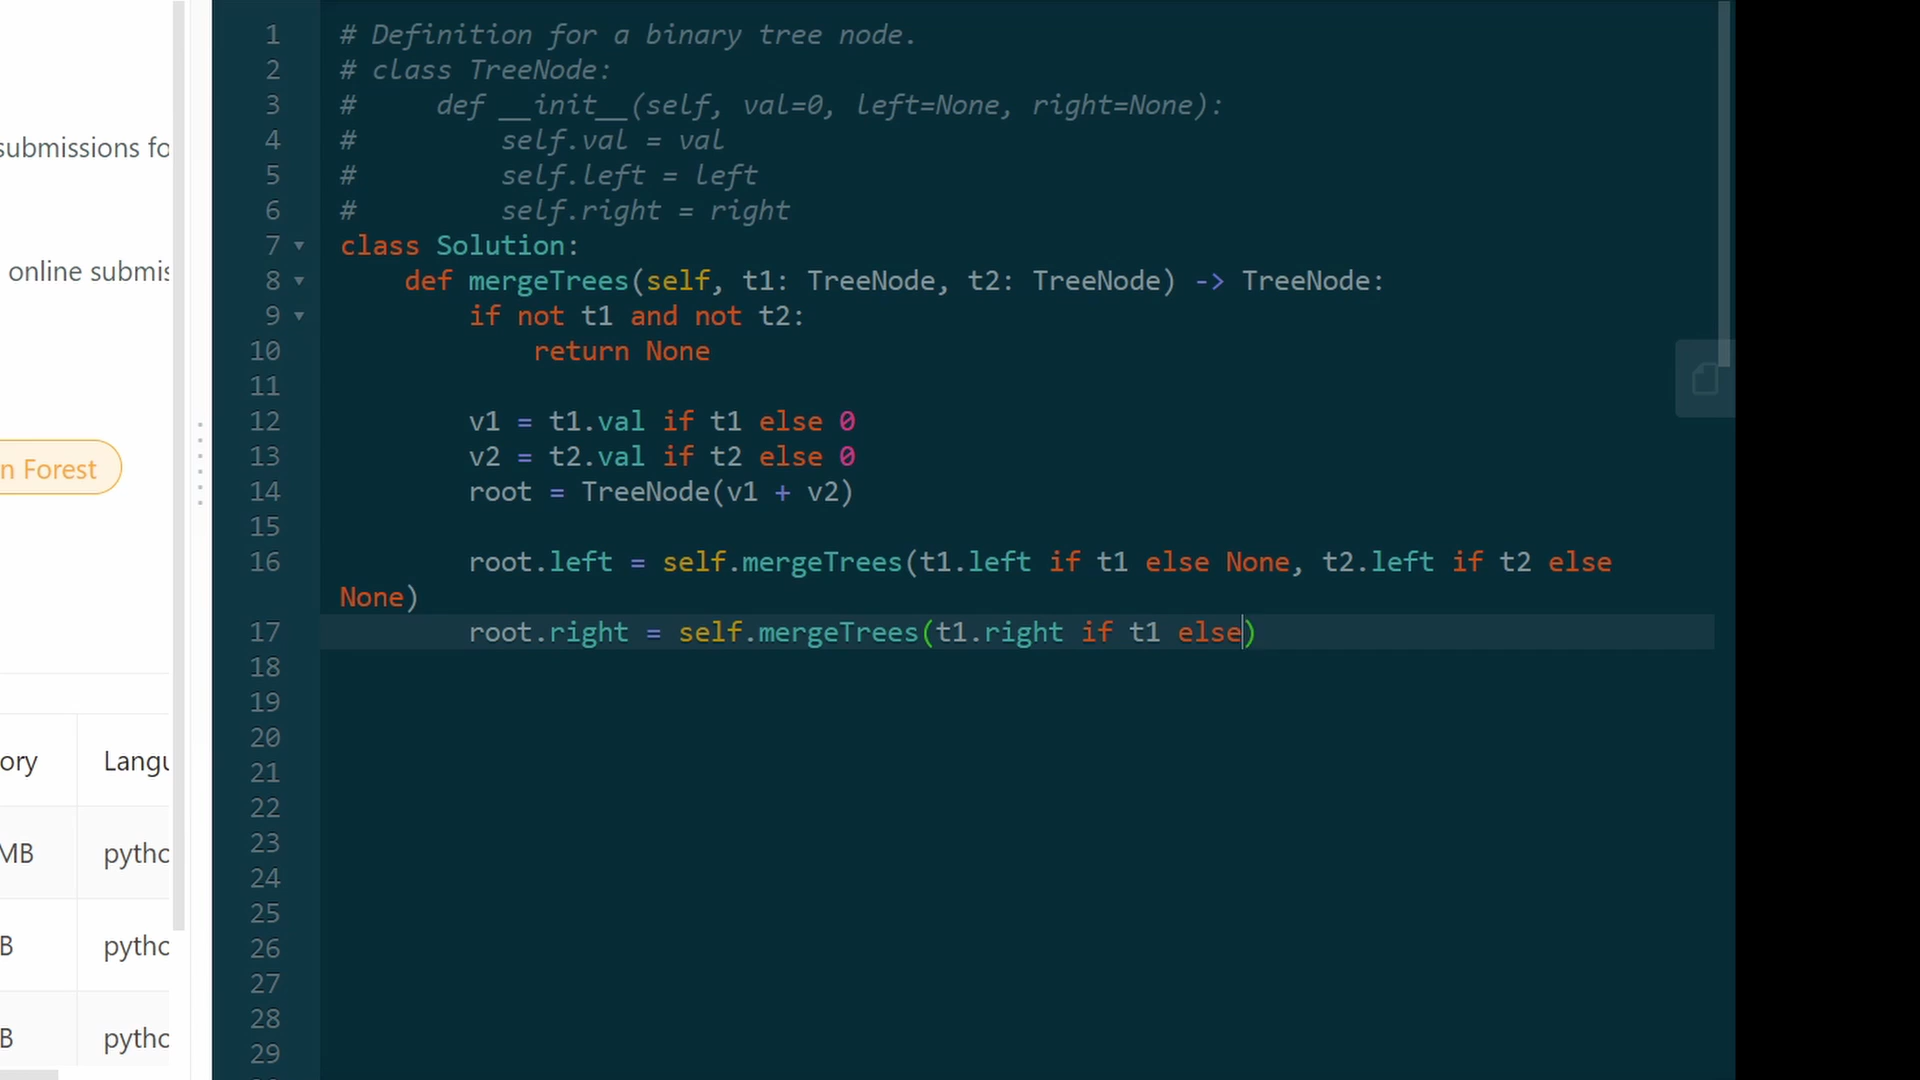 submissions fo
online submis
n Forest
ory Langu
MB pytho
B pytho
B pytho
1 # Definition for a binary tree node.
2 # class TreeNode:
3 #     def __init__(self, val=0, left=None, right=None):
4 #         self.val = val
5 #         self.left = left
6 #         self.right = right
7 class Solution:
8     def mergeTrees(self, t1: TreeNode, t2: TreeNode) -> TreeNode:
9         if not t1 and not t2:
10             return None
11
12         v1 = t1.val if t1 else 0
13         v2 = t2.val if t2 else 0
14         root = TreeNode(v1 + v2)
15
16         root.left = self.mergeTrees(t1.left if t1 else None, t2.left if t2 else
None)
17         root.right = self.mergeTrees(t1.right if t1 else)
18
19
20
21
22
23
24
25
26
27
28
29